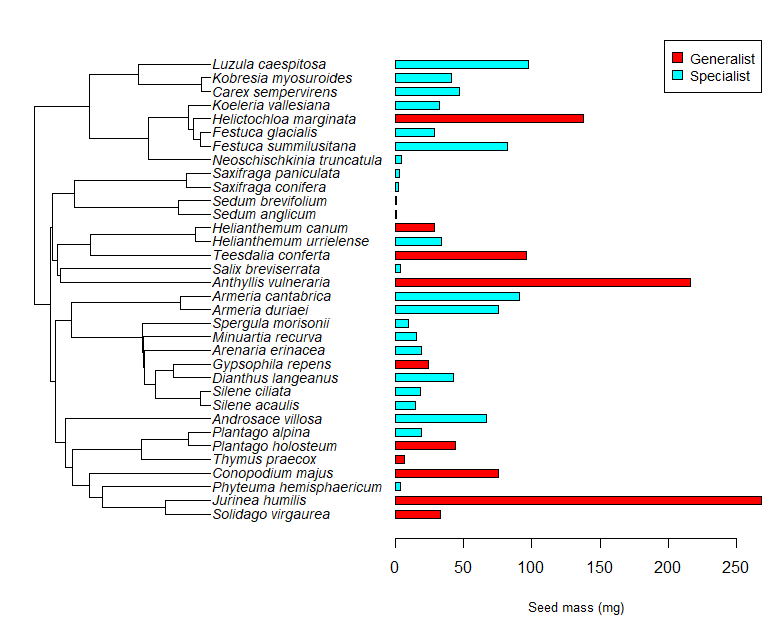 Generalist
Specialist
Luzula caespitosa
Kobresia myosuroides
Carex sempervirens
Koeleria vallesiana
Helictochloa marginata
Festuca glacialis
Festuca summilusitana
Neoschischkinia truncatula
Saxifraga paniculata
Saxifraga conifera
Sedum brevifolium
Sedum anglicum
Helianthemum canum
Helianthemum urrielense
Teesdalia conferta
Salix breviserrata
Anthyllis vulneraria
Armeria cantabrica
Armeria duriaei
Spergula morisonii
Minuartia recurva
Arenaria erinacea
Gypsophila repens
Dianthus langeanus
Silene ciliata
Silene acaulis
Androsace villosa
Plantago alpina
Plantago holosteum
Thymus praecox
Conopodium majus
Phyteuma hemisphaericum
Jurinea humilis
Solidago virgaurea
0 50 100 150 200 250
Seed mass (mg)